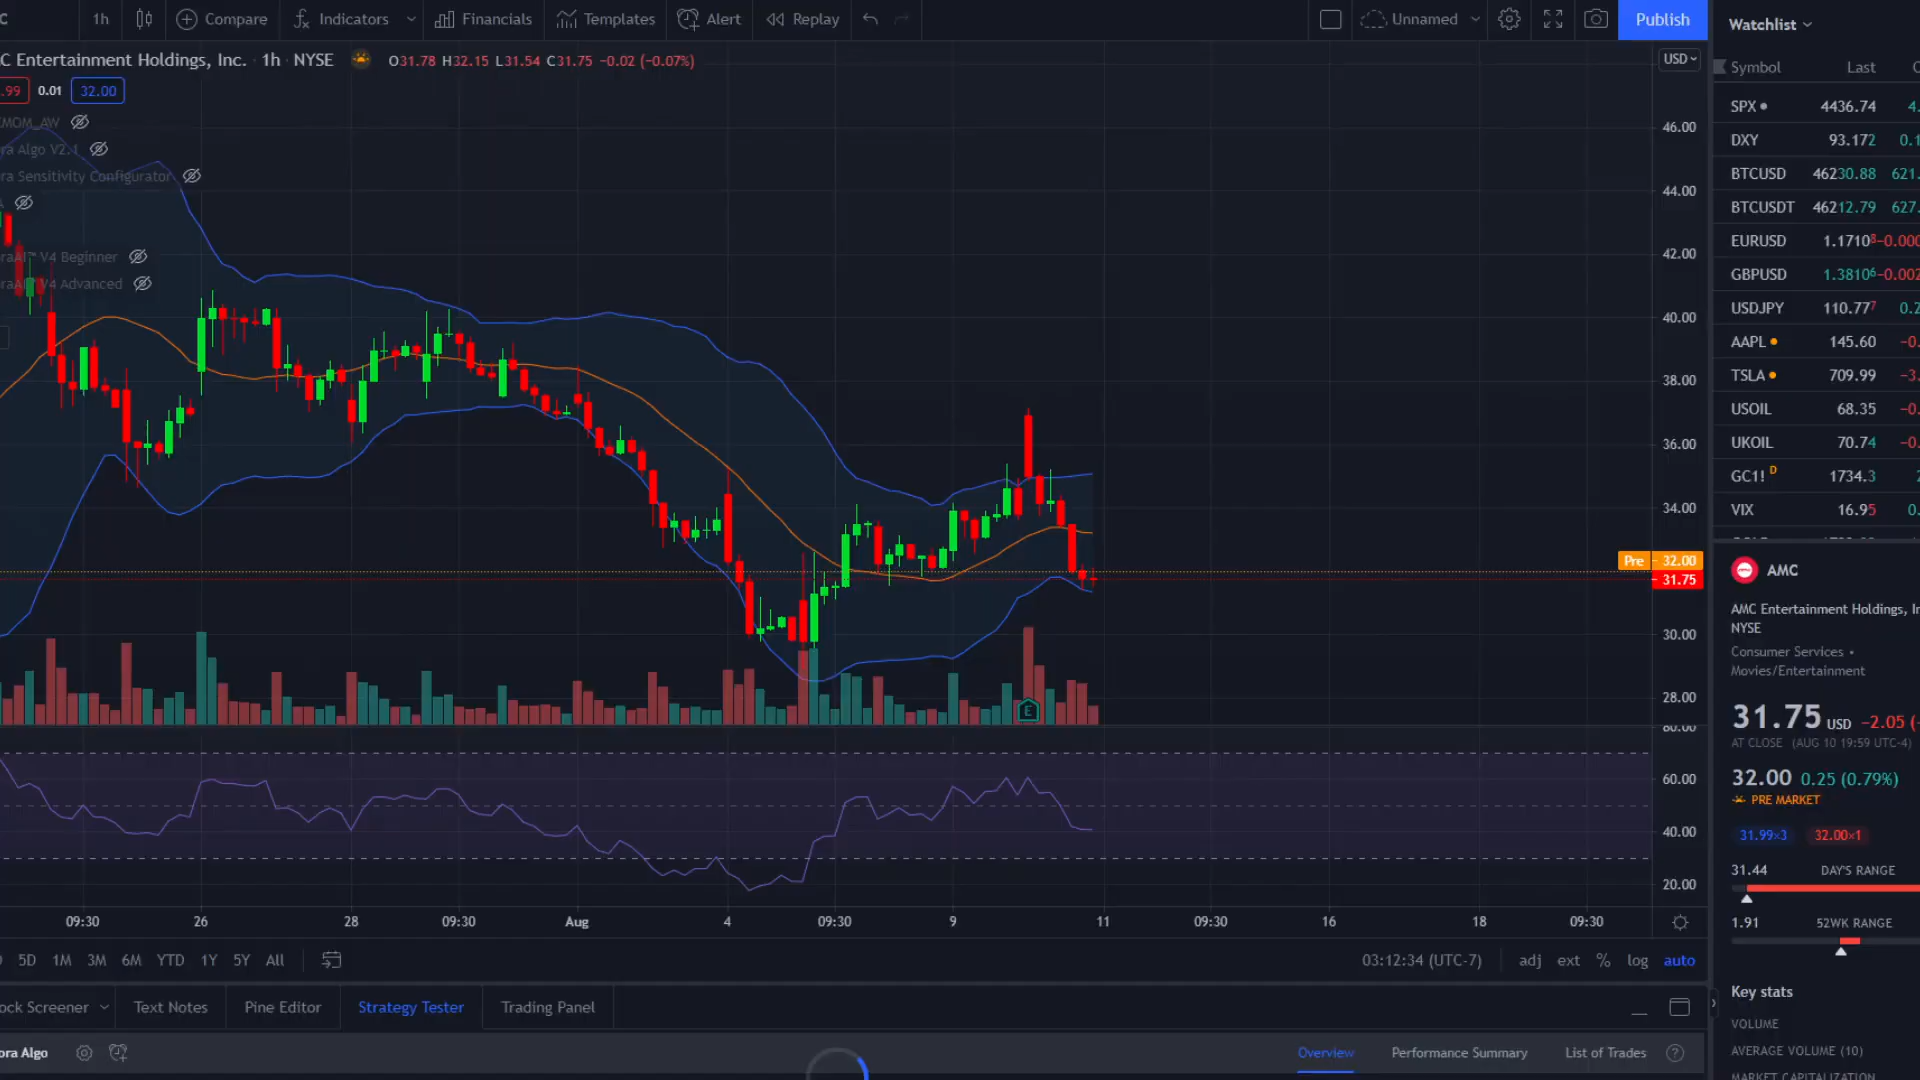 C 1h Compare Indicators Financials Templates Alert Replay Unnamed Publish
C Entertainment Holdings, Inc. · 1h · NYSE O31.78 H32.15 L31.54 C31.75 −0.02 (−0.07%) USD
.99 0.01 32.00
MOM_AW
ra Algo V2.1
ra Sensitivity Configurator
raAI™ V4 Beginner
raAI™ V4 Advanced
46.00
44.00
42.00
40.00
38.00
36.00
34.00
Pre 32.00
31.75
30.00
28.00
E
80.00
60.00
40.00
20.00
09:30 26 28 09:30 Aug 4 09:30 9 11 09:30 16 18 09:30
5D 1M 3M 6M YTD 1Y 5Y All 03:12:34 (UTC-7) adj ext % log auto
ock Screener Text Notes Pine Editor Strategy Tester Trading Panel
ora Algo Overview Performance Summary List of Trades ?
Watchlist
Symbol Last C
SPX 4436.74 4.
DXY 93.172 0.1
BTCUSD 46230.88 621.
BTCUSDT 46212.79 627.
EURUSD 1.17108 −0.000
GBPUSD 1.38106 −0.002
USDJPY 110.777 0.2
AAPL 145.60 −0.
TSLA 709.99 −3.
USOIL 68.35 −0.
UKOIL 70.74 −0.
GC1! D 1734.3 2
VIX 16.95 0.
AMC
AMC Entertainment Holdings, In
NYSE
Consumer Services •
Movies/Entertainment
31.75 USD −2.05 (−
AT CLOSE (AUG 10 19:59 UTC-4)
32.00 0.25 (0.79%)
PRE MARKET
31.99×3 32.00×1
31.44 DAY'S RANGE
1.91 52WK RANGE
Key stats
VOLUME
AVERAGE VOLUME (10)
MARKET CAPITALIZATION